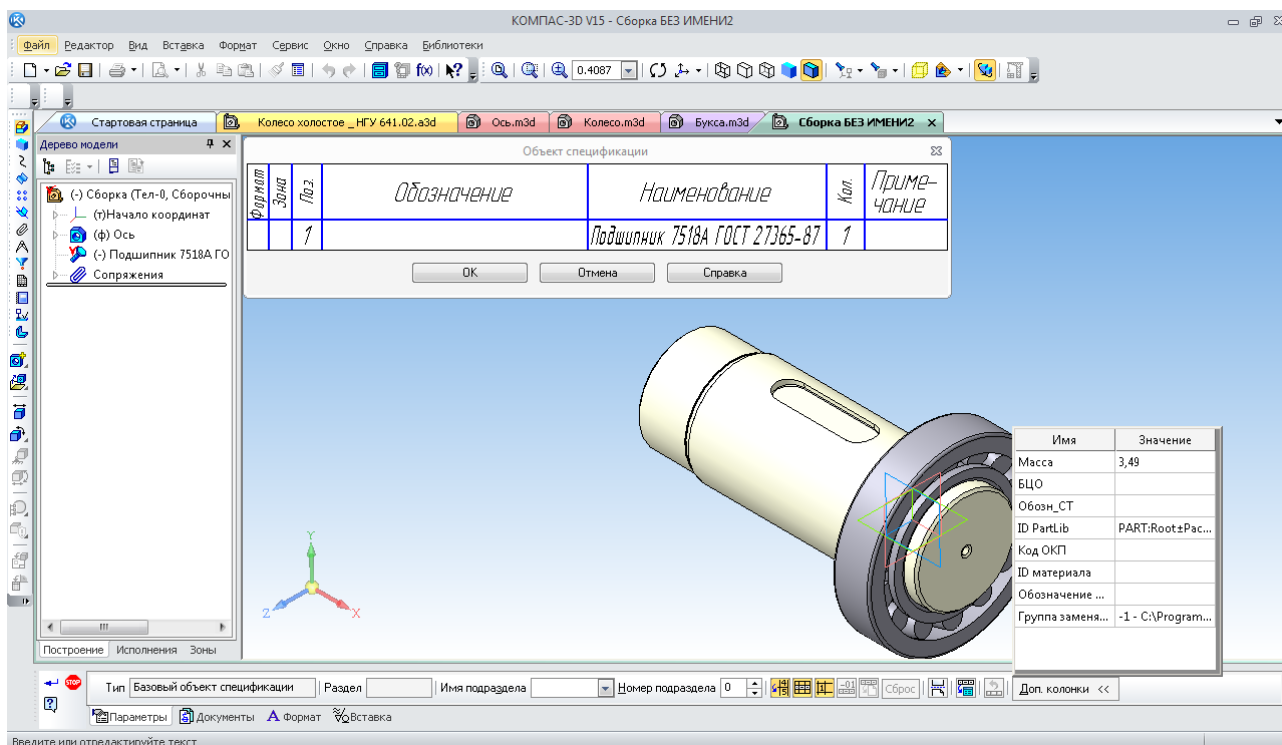 КОМПАС-3D V15 - Сборка БЕЗ ИМЕНИ2
Файл Редактор Вид Вставка Формат Сервис Окно Справка Библиотеки
0.4087
Стартовая страница Колесо холостое _НГУ 641.02.a3d Ось.m3d Колесо.m3d Букса.m3d Сборка БЕЗ ИМЕНИ2
Дерево модели
(-) Сборка (Тел-0, Сборочны
(т)Начало координат
(ф) Ось
(-) Подшипник 7518А ГО
Сопряжения
Построение Исполнения Зоны
Объект спецификации
Формат Зона Поз. Обозначение Наименование Кол. Приме-
чание
1 Подшипник 7518А ГОСТ 27365-87 1
ОК Отмена Справка
Y
Z X
Имя Значение
Масса 3,49
БЦО
Обозн_СТ
ID PartLib PART:Root±Рас...
Код ОКП
ID материала
Обозначение ...
Группа заменя... -1 - C:\Program...
STOP Тип Базовый объект спецификации Раздел Имя подраздела Номер подраздела 0 Сброс Доп. колонки <<
Параметры Документы Формат Вставка
Введите или отредактируйте текст